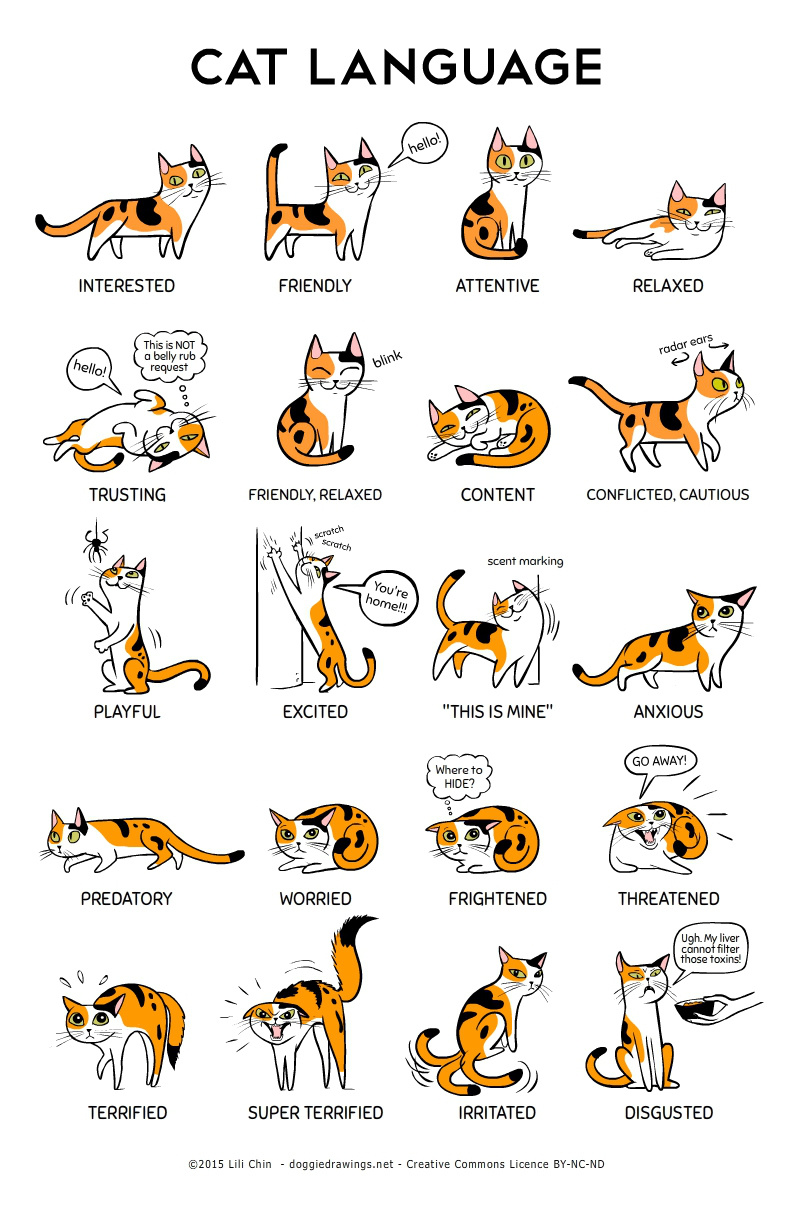 CAT LANGUAGE
hello!
INTERESTED
FRIENDLY
ATTENTIVE
RELAXED
hello!
This is NOT
a belly rub
request
blink
radar ears
TRUSTING
FRIENDLY, RELAXED
CONTENT
CONFLICTED, CAUTIOUS
scratch
scratch
You're
home!!!
scent marking
PLAYFUL
EXCITED
"THIS IS MINE"
ANXIOUS
Where to
HIDE?
GO AWAY!
PREDATORY
WORRIED
FRIGHTENED
THREATENED
Ugh. My liver
cannot filter
those toxins!
TERRIFIED
SUPER TERRIFIED
IRRITATED
DISGUSTED
©2015 Lili Chin - doggiedrawings.net - Creative Commons Licence BY-NC-ND